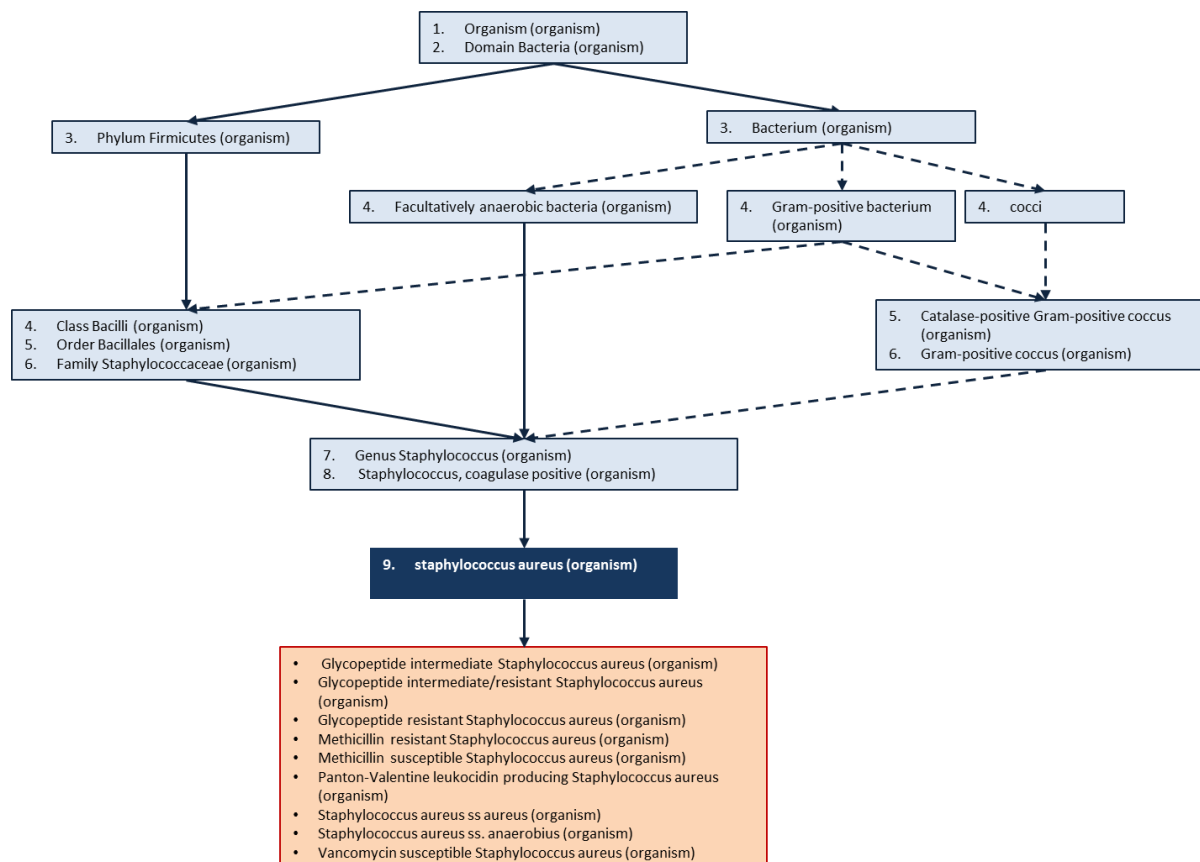 1. Organism (organism)
2. Domain Bacteria (organism)
3. Phylum Firmicutes (organism)
3. Bacterium (organism)
4. Facultatively anaerobic bacteria (organism)
4. Gram-positive bacterium
(organism)
4. cocci
4. Class Bacilli (organism)
5. Order Bacillales (organism)
6. Family Staphylococcaceae (organism)
5. Catalase-positive Gram-positive coccus
(organism)
6. Gram-positive coccus (organism)
7. Genus Staphylococcus (organism)
8. Staphylococcus, coagulase positive (organism)
9. staphylococcus aureus (organism)
• Glycopeptide intermediate Staphylococcus aureus (organism)
• Glycopeptide intermediate/resistant Staphylococcus aureus
(organism)
• Glycopeptide resistant Staphylococcus aureus (organism)
• Methicillin resistant Staphylococcus aureus (organism)
• Methicillin susceptible Staphylococcus aureus (organism)
• Panton-Valentine leukocidin producing Staphylococcus aureus
(organism)
• Staphylococcus aureus ss aureus (organism)
• Staphylococcus aureus ss. anaerobius (organism)
• Vancomycin susceptible Staphylococcus aureus (organism)